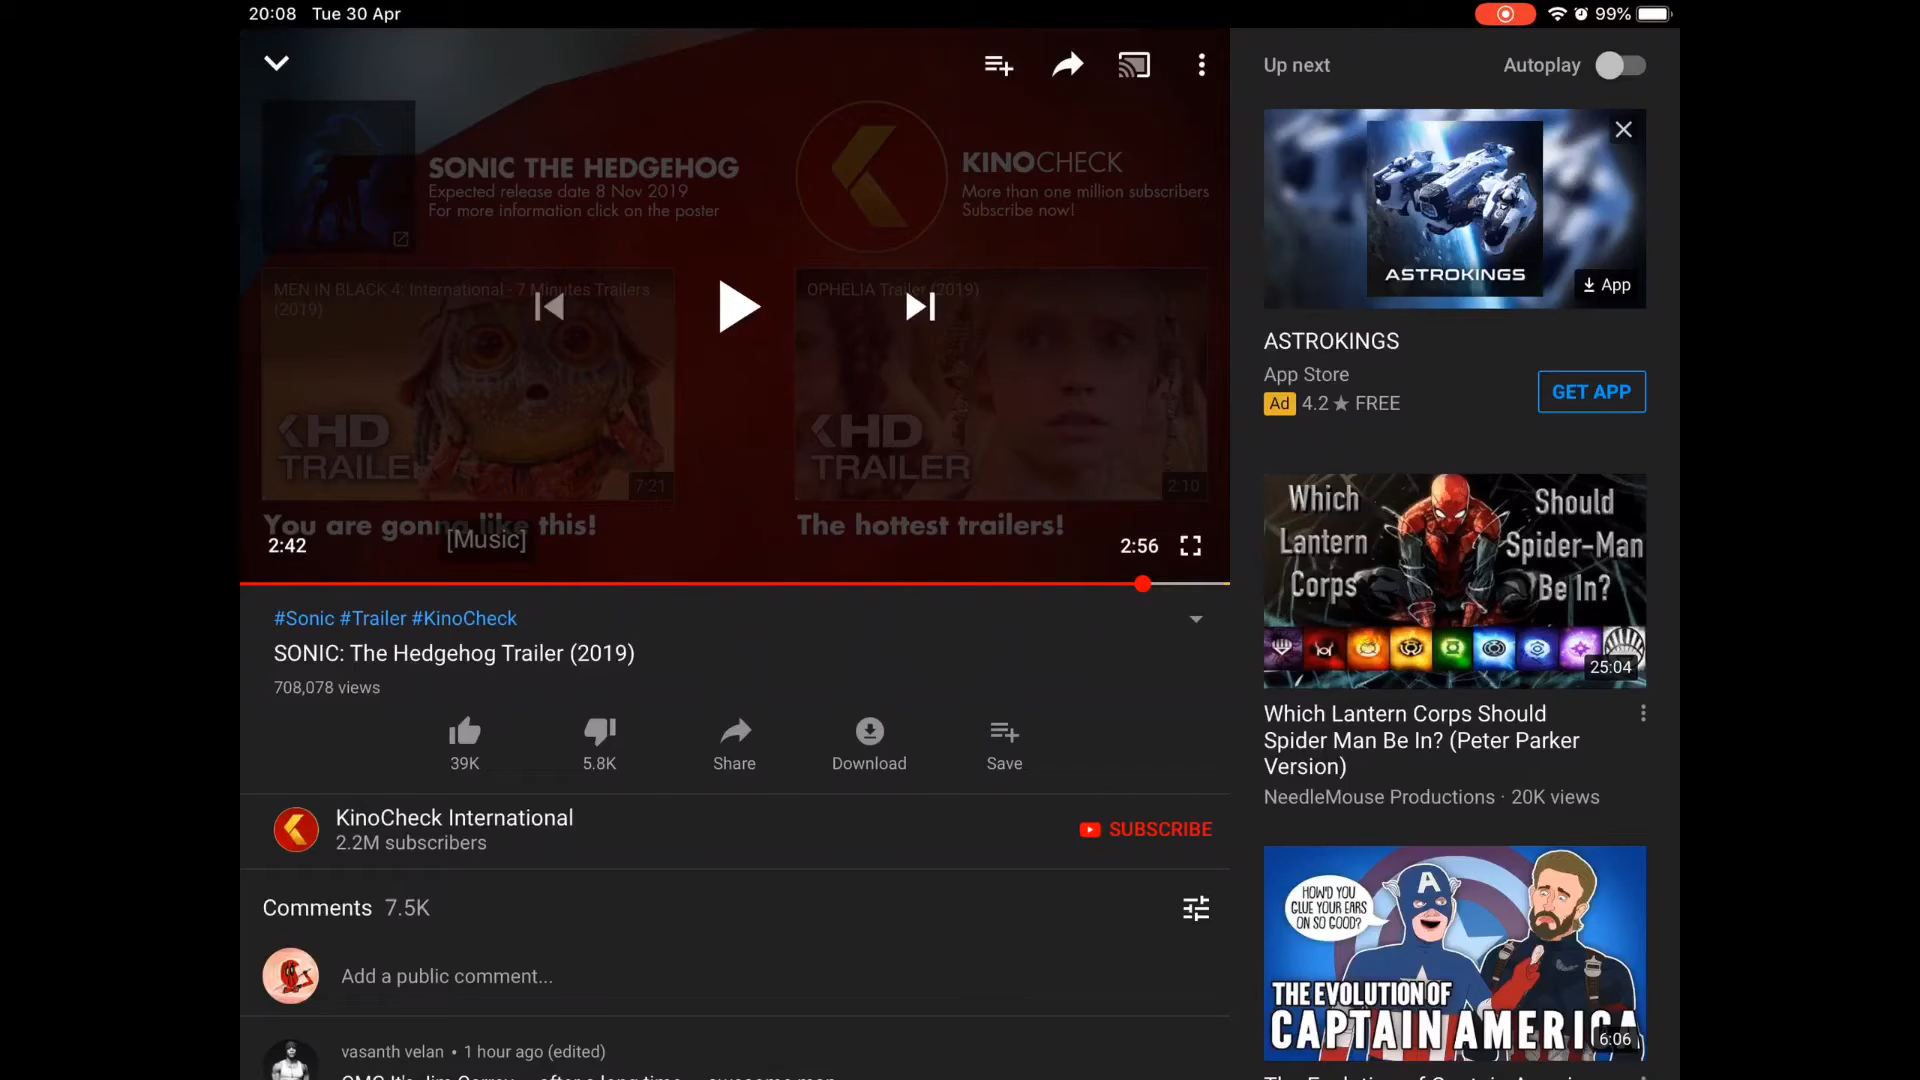 20:08 Tue 30 Apr
99%
SONIC THE HEDGEHOG
Expected release date 8 Nov 2019
For more information click on the poster
KINOCHECK
More than one million subscribers
Subscribe now!
MEN IN BLACK 4: International - 7 Minutes Trailers
(2019)
KHD
TRAILER
7:21
You are gonna like this!
OPHELIA Trailer (2019)
KHD
TRAILER
2:10
The hottest trailers!
[Music]
2:42
2:56
#Sonic #Trailer #KinoCheck
SONIC: The Hedgehog Trailer (2019)
708,078 views
39K
5.8K
Share
Download
Save
KinoCheck International
2.2M subscribers
SUBSCRIBE
Comments 7.5K
Add a public comment...
vasanth velan • 1 hour ago (edited)
Up next
Autoplay
ASTROKINGS
App
ASTROKINGS
App Store
Ad 4.2 ★ FREE
GET APP
Which
Lantern
Corps
Should
Spider-Man
Be In?
25:04
Which Lantern Corps Should
Spider Man Be In? (Peter Parker
Version)
NeedleMouse Productions · 20K views
HOW'D YOU
GLUE YOUR EARS
ON SO GOOD?
A
THE EVOLUTION OF
CAPTAIN AMERICA
6:06